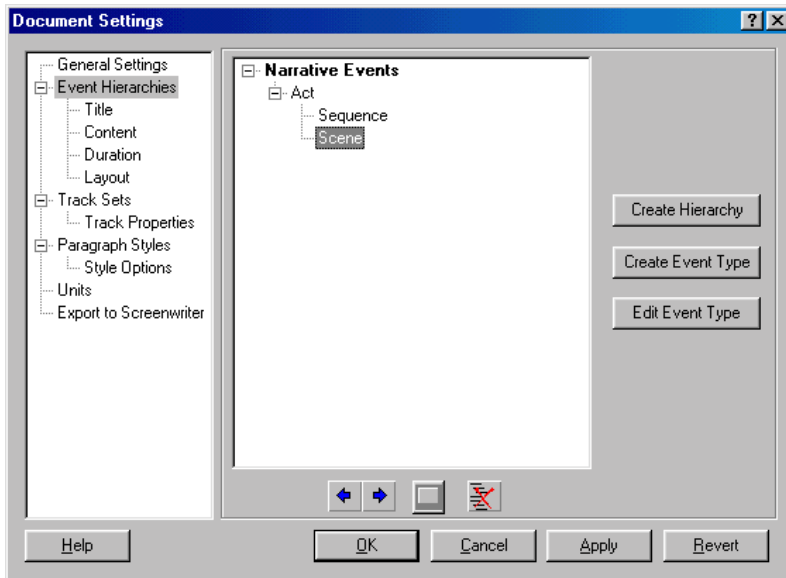 Document Settings
General Settings
Event Hierarchies
Title
Content
Duration
Layout
Track Sets
Track Properties
Paragraph Styles
Style Options
Units
Export to Screenwriter
Narrative Events
Act
Sequence
Scene
Create Hierarchy
Create Event Type
Edit Event Type
Help
OK
Cancel
Apply
Revert